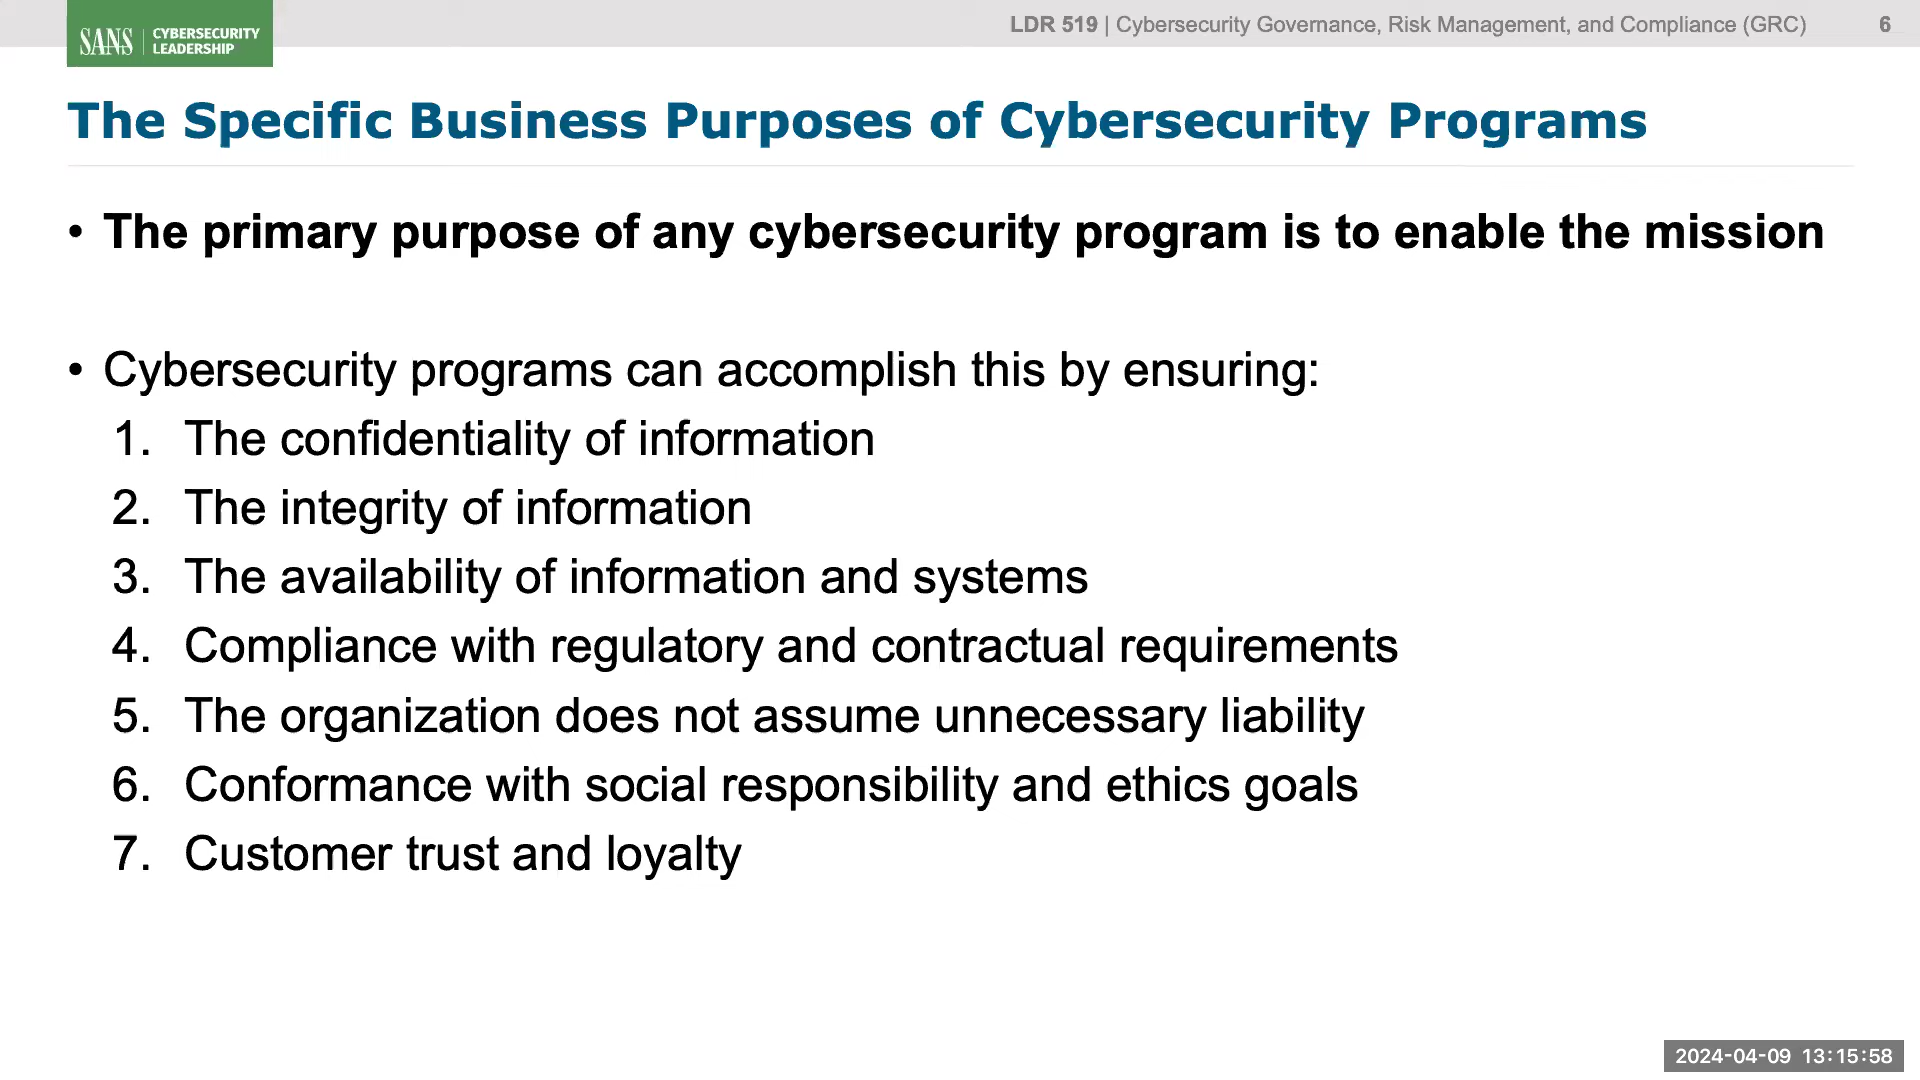 SANS | CYBERSECURITY LEADERSHIP
LDR 519 | Cybersecurity Governance, Risk Management, and Compliance (GRC) 6
The Specific Business Purposes of Cybersecurity Programs
• The primary purpose of any cybersecurity program is to enable the mission
• Cybersecurity programs can accomplish this by ensuring:
1. The confidentiality of information
2. The integrity of information
3. The availability of information and systems
4. Compliance with regulatory and contractual requirements
5. The organization does not assume unnecessary liability
6. Conformance with social responsibility and ethics goals
7. Customer trust and loyalty
2024-04-09 13:15:58